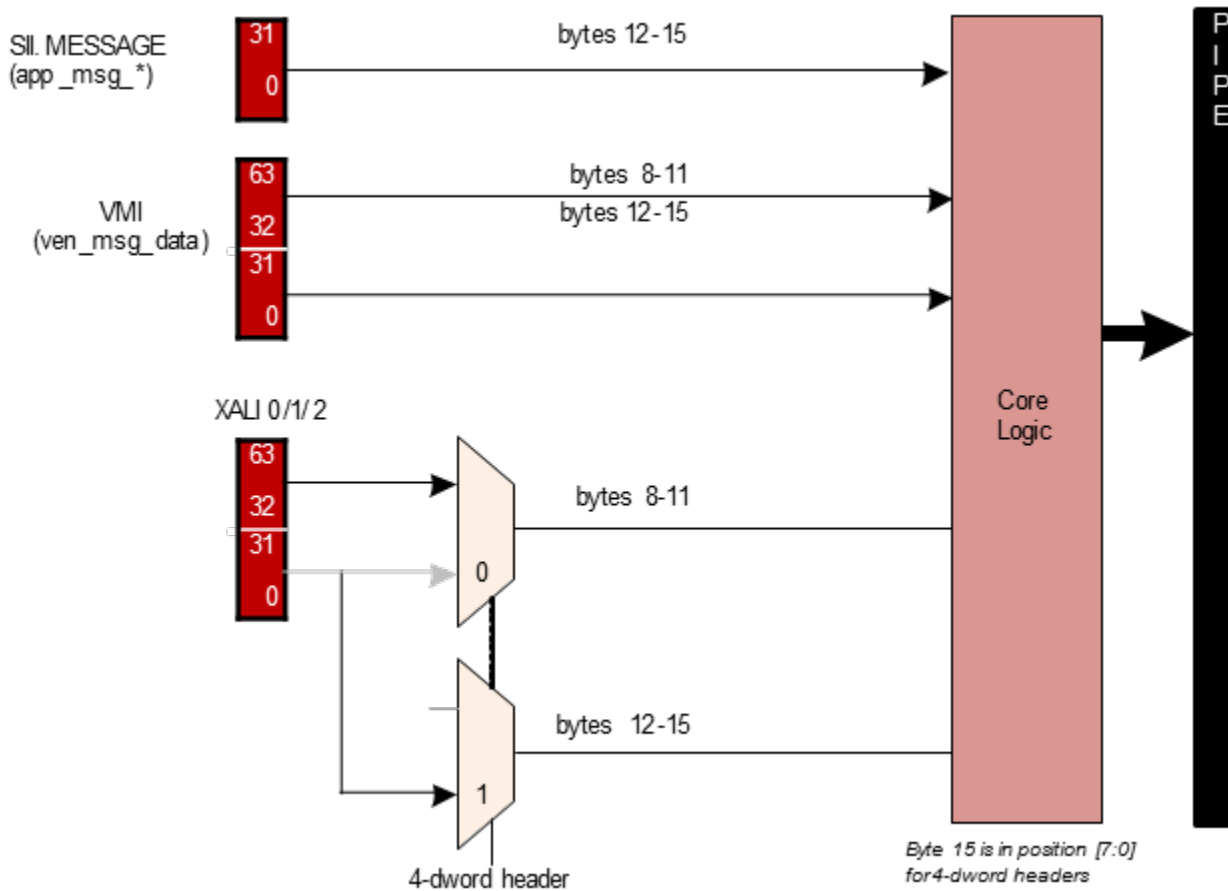 SII. MESSAGE
(app _msg_*)
31
0
bytes 12-15
VMI
(ven_msg_data)
63
32
31
0
bytes 8-11
bytes 12-15
XALI 0/1/2
63
32
31
0
0
bytes 8-11
1
bytes 12-15
4-dword header
Core
Logic
Byte 15 is in position [7:0]
for4-dword headers
P
I
P
E